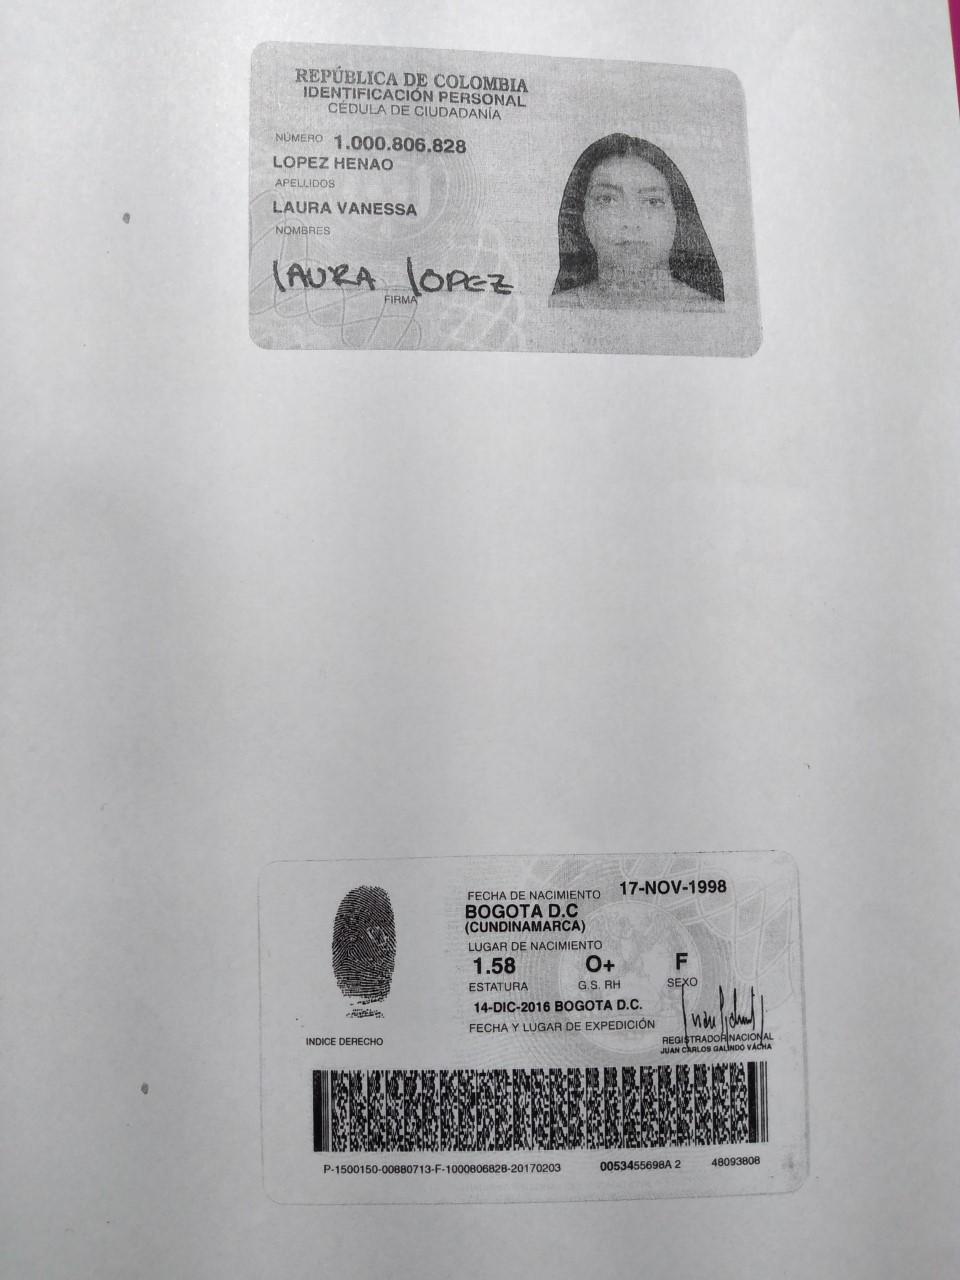 REPÚBLICA DE COLOMBIA
IDENTIFICACIÓN PERSONAL
CÉDULA DE CIUDADANÍA
NÚMERO 1.000.806.828
LOPEZ HENAO
APELLIDOS
LAURA VANESSA
NOMBRES
LAURA LOPEZ
FIRMA
FECHA DE NACIMIENTO 17-NOV-1998
BOGOTA D.C
(CUNDINAMARCA)
LUGAR DE NACIMIENTO
1.58 O+ F
ESTATURA G.S. RH SEXO
14-DIC-2016 BOGOTA D.C.
FECHA Y LUGAR DE EXPEDICIÓN
REGISTRADOR NACIONAL
JUAN CARLOS GALINDO VÁCHA
INDICE DERECHO
P-1500150-00880713-F-1000806828-20170203 0053455698A 2 48093808